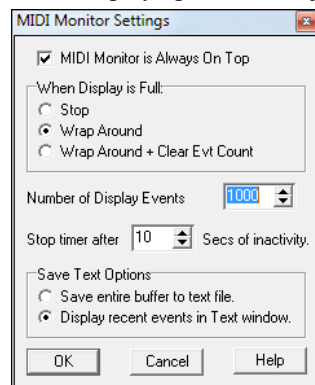 MIDI Monitor Settings
MIDI Monitor is Always On Top
When Display is Full:
Stop
Wrap Around
Wrap Around + Clear Evt Count
Number of Display Events 1000
Stop timer after 10 Secs of inactivity.
Save Text Options
Save entire buffer to text file.
Display recent events in Text window.
OK Cancel Help